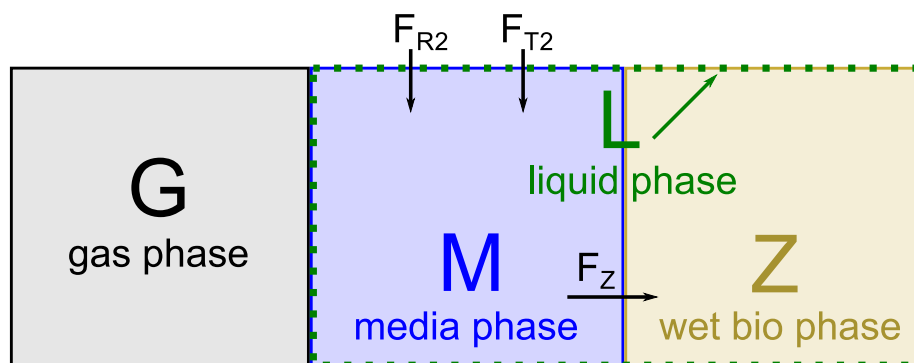 F_R2 F_T2
L
liquid phase
G
gas phase
M
media phase
F_Z
Z
wet bio phase